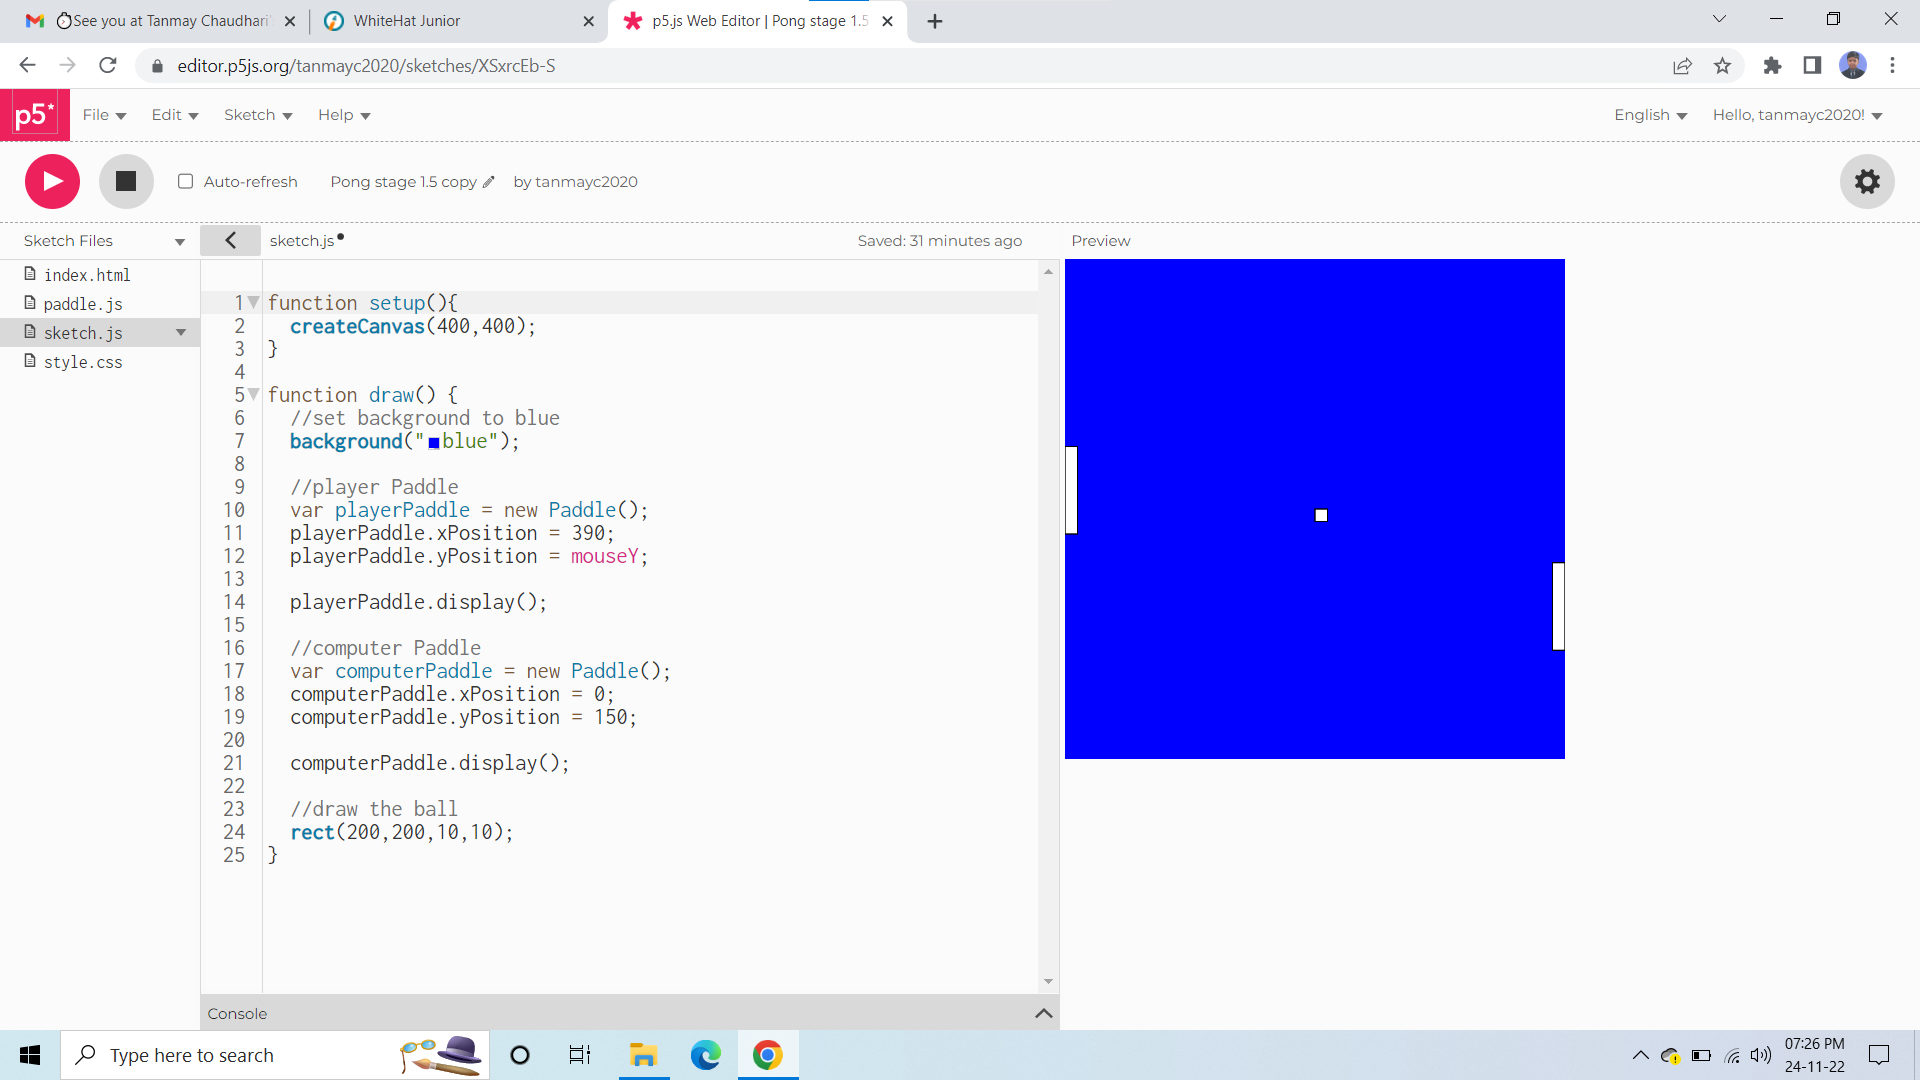 See you at Tanmay Chaudhari'
WhiteHat Junior
p5.js Web Editor | Pong stage 1.5
editor.p5js.org/tanmayc2020/sketches/XSxrcEb-S
p5*
File
Edit
Sketch
Help
English
Hello, tanmayc2020!
Auto-refresh
Pong stage 1.5 copy
by tanmayc2020
Sketch Files
sketch.js
Saved: 31 minutes ago
Preview
index.html
paddle.js
sketch.js
style.css
1 function setup(){
2 createCanvas(400,400);
3 }
4
5 function draw() {
6 //set background to blue
7 background("blue");
8
9 //player Paddle
10 var playerPaddle = new Paddle();
11 playerPaddle.xPosition = 390;
12 playerPaddle.yPosition = mouseY;
13
14 playerPaddle.display();
15
16 //computer Paddle
17 var computerPaddle = new Paddle();
18 computerPaddle.xPosition = 0;
19 computerPaddle.yPosition = 150;
20
21 computerPaddle.display();
22
23 //draw the ball
24 rect(200,200,10,10);
25 }
Console
Type here to search
07:26 PM
24-11-22